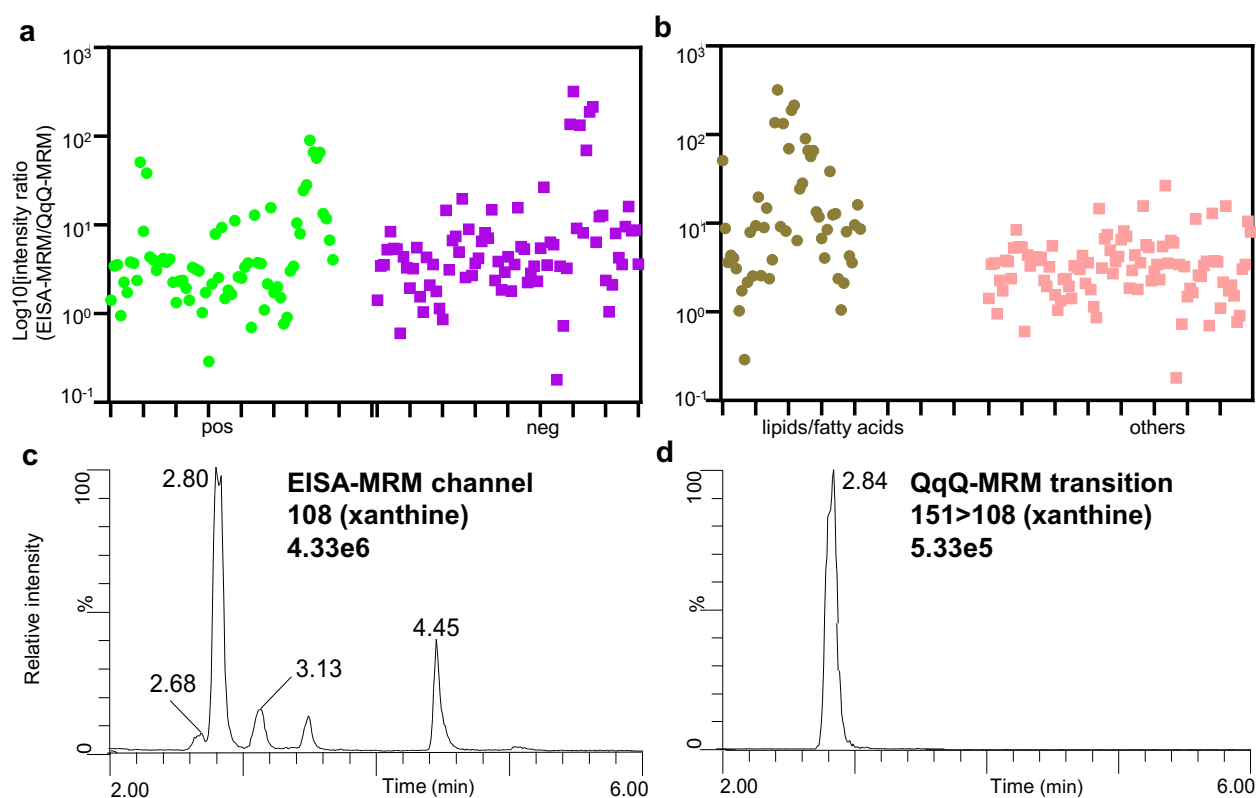 a
10³
10²
10¹
10⁰
10⁻¹
Log10[intensity ratio
(EISA-MRM/QqQ-MRM)
pos
neg
b
10³
10²
10¹
10⁰
10⁻¹
lipids/fatty acids
others
c
100
%
0
Relative intensity
2.80
EISA-MRM channel
108 (xanthine)
4.33e6
2.68
3.13
4.45
2.00
Time (min)
6.00
d
100
%
0
2.84
QqQ-MRM transition
151>108 (xanthine)
5.33e5
2.00
Time (min)
6.00